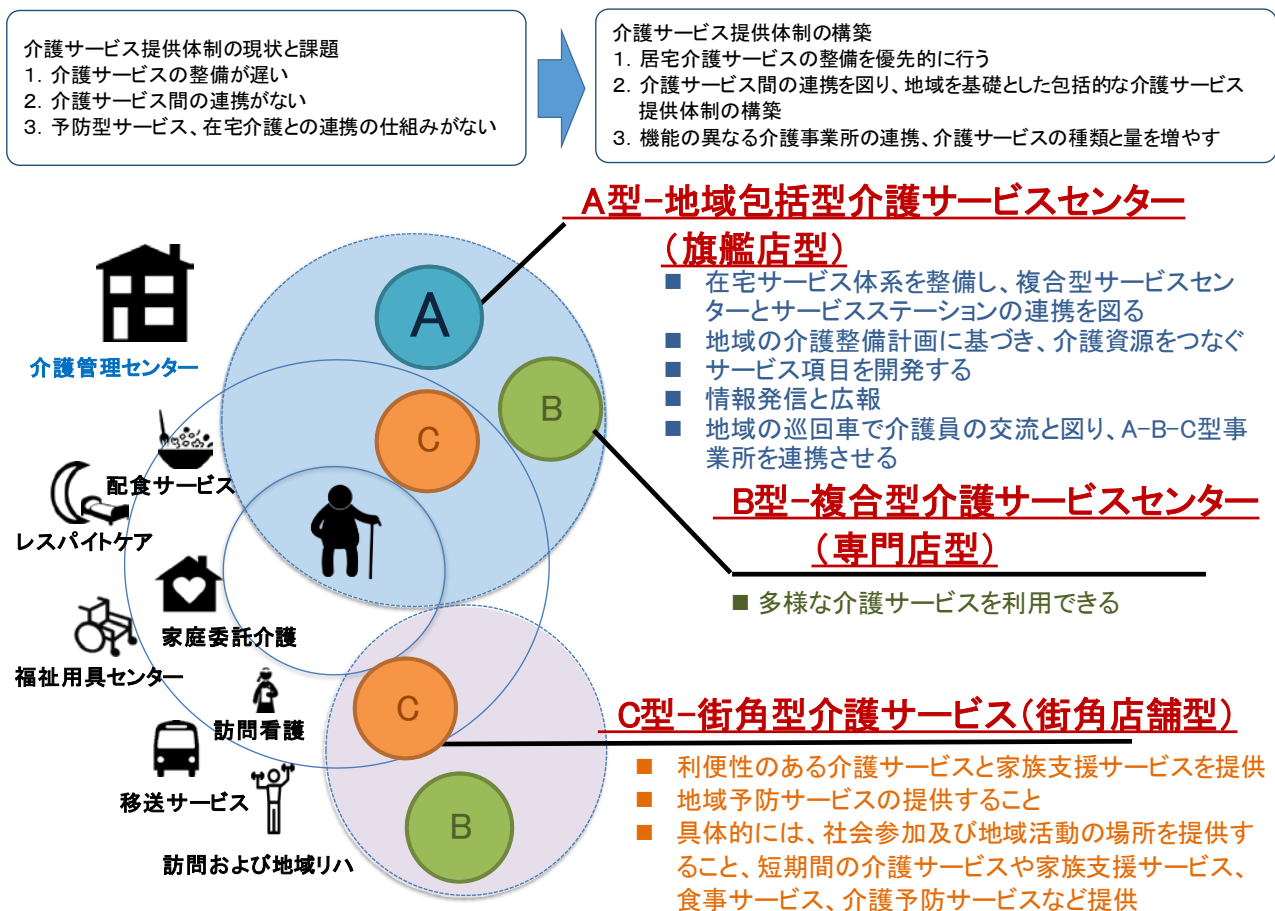 介護サービス提供体制の現状と課題
1. 介護サービスの整備が遅い
2. 介護サービス間の連携がない
3. 予防型サービス、在宅介護との連携の仕組みがない
介護サービス提供体制の構築
1. 居宅介護サービスの整備を優先的に行う
2. 介護サービス間の連携を図り、地域を基礎とした包括的な介護サービス
提供体制の構築
3. 機能の異なる介護事業所の連携、介護サービスの種類と量を増やす
A型-地域包括型介護サービスセンター
(旗艦店型)
■ 在宅サービス体系を整備し、複合型サービスセン
ターとサービスステーションの連携を図る
■ 地域の介護整備計画に基づき、介護資源をつなぐ
■ サービス項目を開発する
■ 情報発信と広報
■ 地域の巡回車で介護員の交流と図り、A-B-C型事
業所を連携させる
B型-複合型介護サービスセンター
(専門店型)
■ 多様な介護サービスを利用できる
C型-街角型介護サービス(街角店舗型)
■ 利便性のある介護サービスと家族支援サービスを提供
■ 地域予防サービスの提供すること
■ 具体的には、社会参加及び地域活動の場所を提供す
ること、短期間の介護サービスや家族支援サービス、
食事サービス、介護予防サービスなど提供
介護管理センター
配食サービス
レスパイトケア
家庭委託介護
福祉用具センター
訪問看護
移送サービス
訪問および地域リハ
A
B
C
C
B